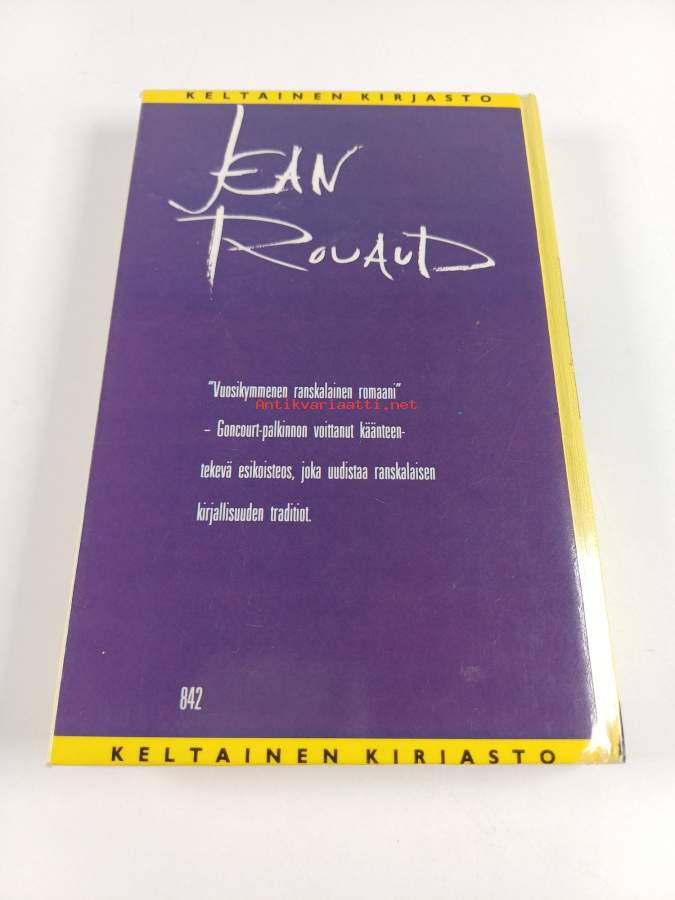 KELTAINEN KIRJASTO
JEAN
ROUAUD
"Vuosikymmenen ranskalainen romaani"
Antikvariaatti.net
– Goncourt-palkinnon voittanut käänteen-
tekevä esikoisteos, joka uudistaa ranskalaisen
kirjallisuuden traditiot.
842
KELTAINEN KIRJASTO